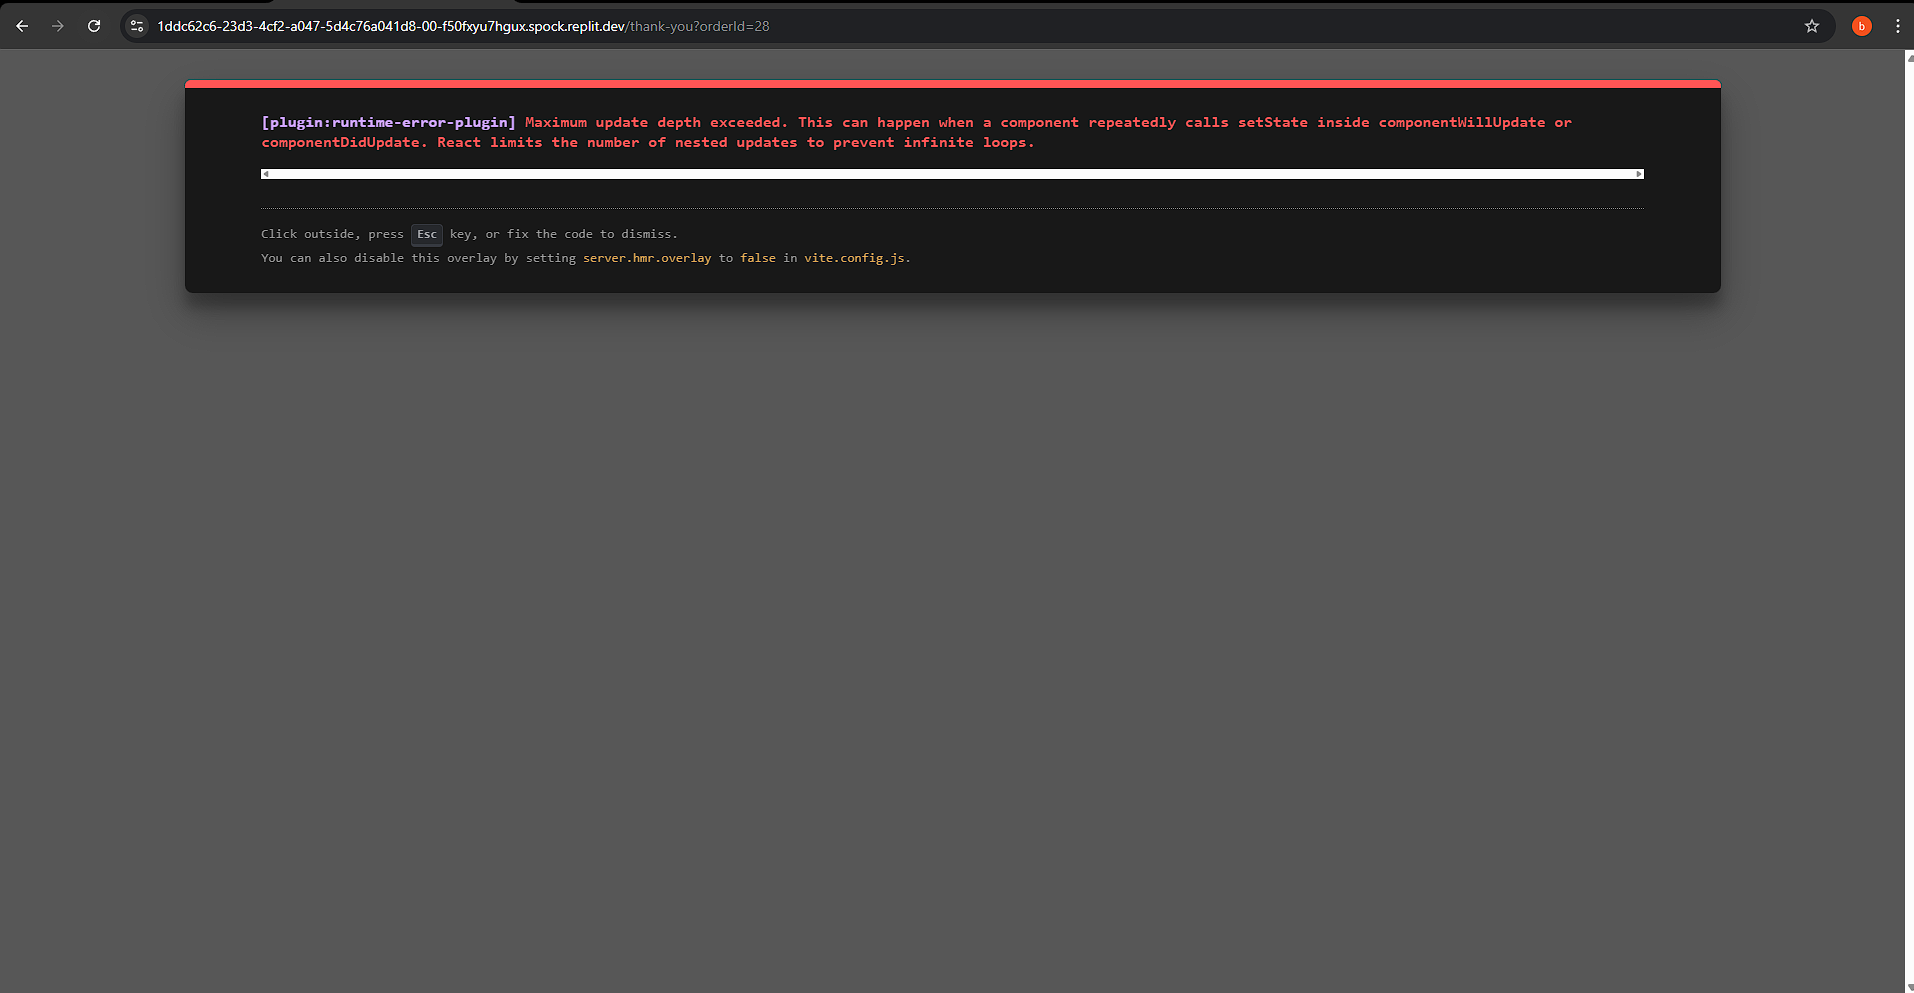 1ddc62c6-23d3-4cf2-a047-5d4c76a041d8-00-f50fxyu7hgux.spock.replit.dev/thank-you?orderId=28
b
[plugin:runtime-error-plugin] Maximum update depth exceeded. This can happen when a component repeatedly calls setState inside componentWillUpdate or
componentDidUpdate. React limits the number of nested updates to prevent infinite loops.
Click outside, press Esc key, or fix the code to dismiss.
You can also disable this overlay by setting server.hmr.overlay to false in vite.config.js.